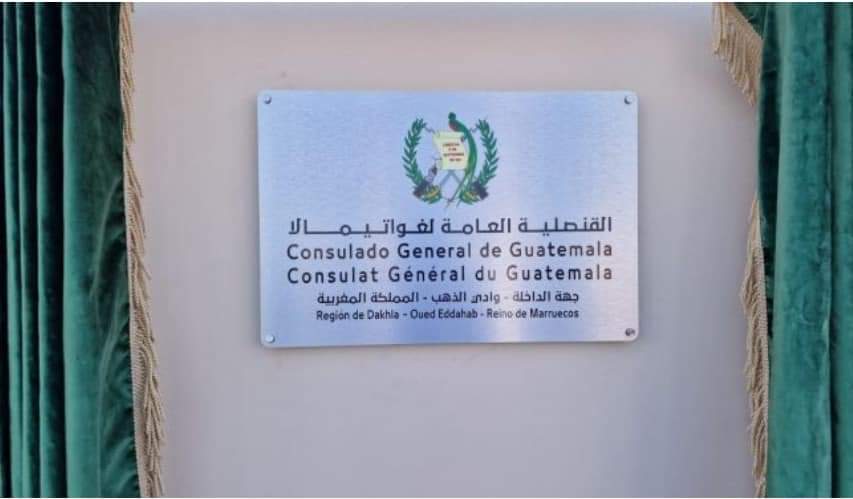 القنصلية العامة لغواتيمالا
Consulado General de Guatemala
Consulat Général du Guatemala
جهة الداخلة - وادي الذهب - المملكة المغربية
Región de Dakhla - Oued Eddahab - Reino de Marruecos